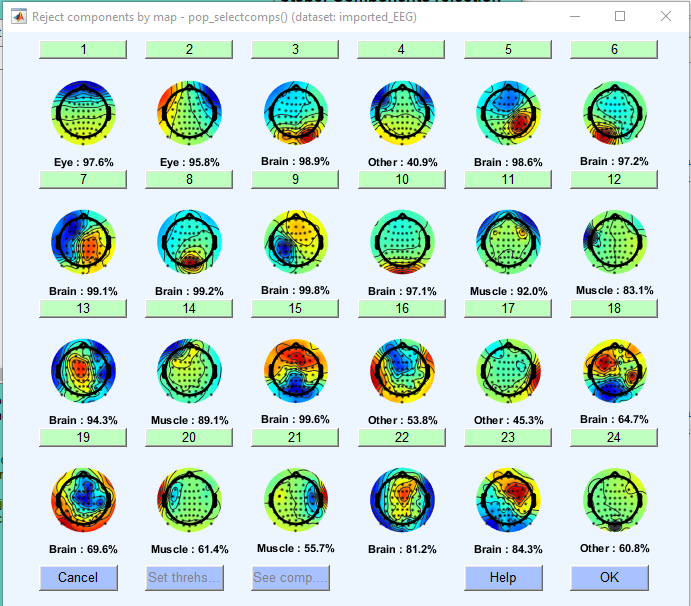 Reject components by map - pop_selectcomps() (dataset: imported_EEG)
1 2 3 4 5 6
Eye : 97.6% Eye : 95.8% Brain : 98.9% Other : 40.9% Brain : 98.6% Brain : 97.2%
7 8 9 10 11 12
Brain : 99.1% Brain : 99.2% Brain : 99.8% Brain : 97.1% Muscle : 92.0% Muscle : 83.1%
13 14 15 16 17 18
Brain : 94.3% Muscle : 89.1% Brain : 99.6% Other : 53.8% Other : 45.3% Brain : 64.7%
19 20 21 22 23 24
Brain : 69.6% Muscle : 61.4% Muscle : 55.7% Brain : 81.2% Brain : 84.3% Other : 60.8%
Cancel Set threhs... See comp.... Help OK